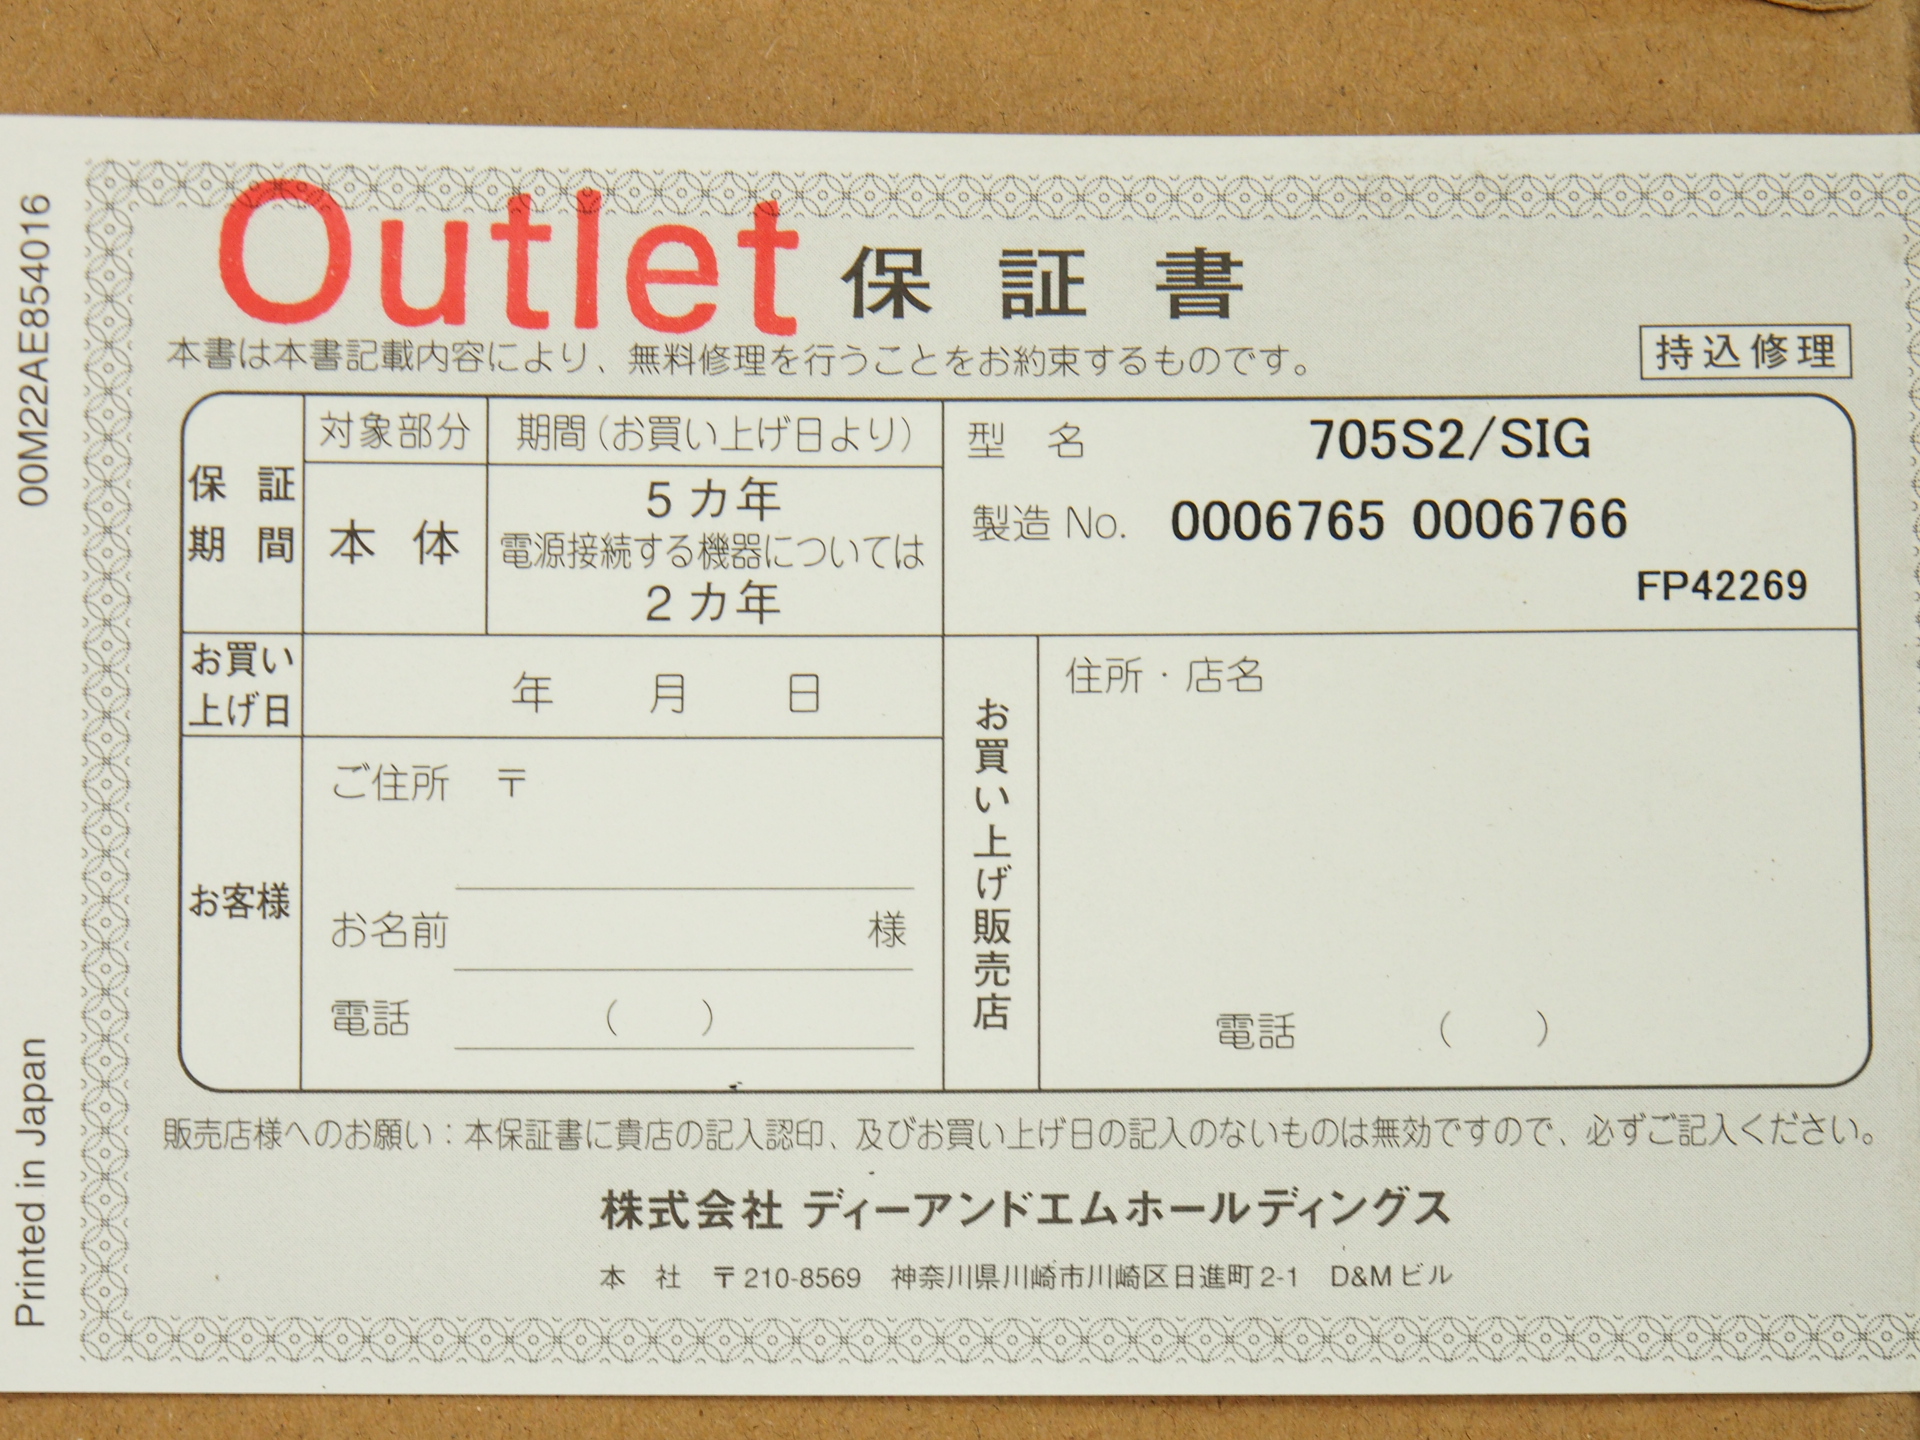 00M22AE854016
Printed in Japan
Outlet 保証書
本書は本書記載内容により、無料修理を行うことをお約束するものです。
持込修理
保証期間
対象部分
期間（お買い上げ日より）
本体
5カ年
電源接続する機器については
2カ年
型名 705S2/SIG
製造 No. 0006765 0006766
FP42269
お買い上げ日
年 月 日
お客様
ご住所 〒
お名前 様
電話 （ ）
お買い上げ販売店
住所・店名
電話 （ ）
販売店様へのお願い：本保証書に貴店の記入認印、及びお買い上げ日の記入のないものは無効ですので、必ずご記入ください。
株式会社 ディーアンドエムホールディングス
本社 〒210-8569 神奈川県川崎市川崎区日進町2-1 D&Mビル